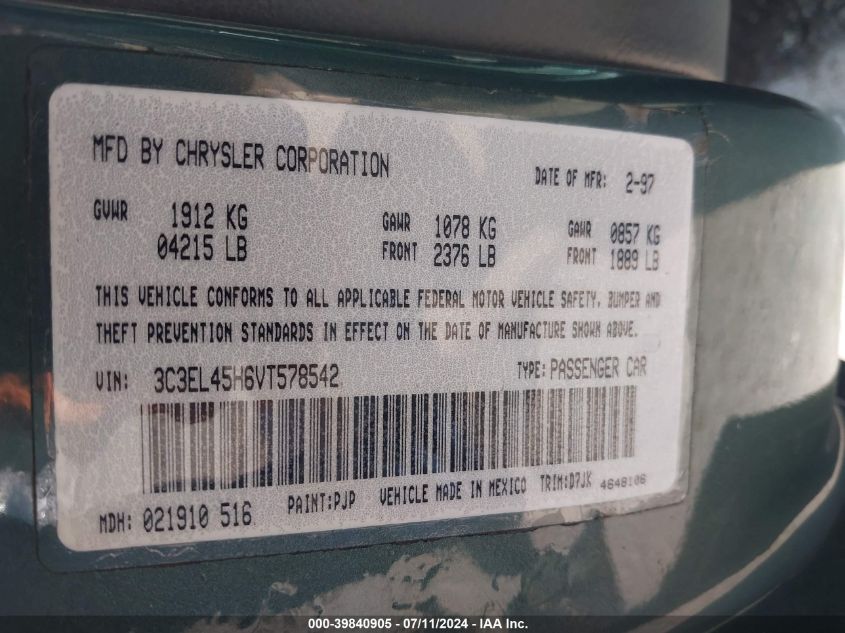 MFD BY CHRYSLER CORPORATION DATE OF MFR: 2-97
GVWR 1912 KG GAWR 1078 KG GAWR 0857 KG
04215 LB FRONT 2376 LB FRONT 1889 LB
THIS VEHICLE CONFORMS TO ALL APPLICABLE FEDERAL MOTOR VEHICLE SAFETY, BUMPER AND
THEFT PREVENTION STANDARDS IN EFFECT ON THE DATE OF MANUFACTURE SHOWN ABOVE.
VIN: 3C3EL45H6VT578542 TYPE: PASSENGER CAR
MDH: 021910 516 PAINT:PJP VEHICLE MADE IN MEXICO TRIM:D7JK 4648106
000-39840905 - 07/11/2024 - IAAI Inc.